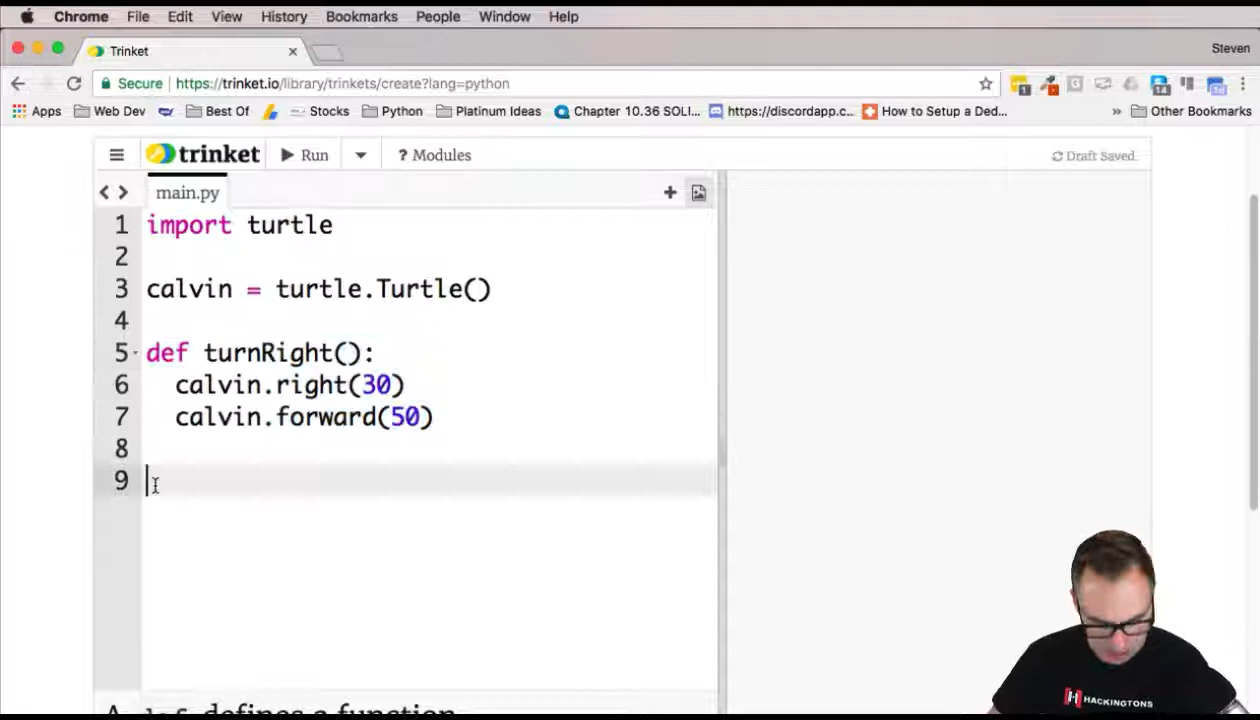 Chrome File Edit View History Bookmarks People Window Help
Trinket
Steven
Secure https://trinket.io/library/trinkets/create?lang=python
Apps Web Dev Best Of Stocks Python Platinum Ideas Chapter 10.36 SOLI... https://discordapp.c... How to Setup a Ded... » Other Bookmarks
trinket Run ? Modules Draft Saved.
main.py
1 import turtle
2
3 calvin = turtle.Turtle()
4
5 def turnRight():
6 calvin.right(30)
7 calvin.forward(50)
8
9
A def defines a function
HACKINGTONS